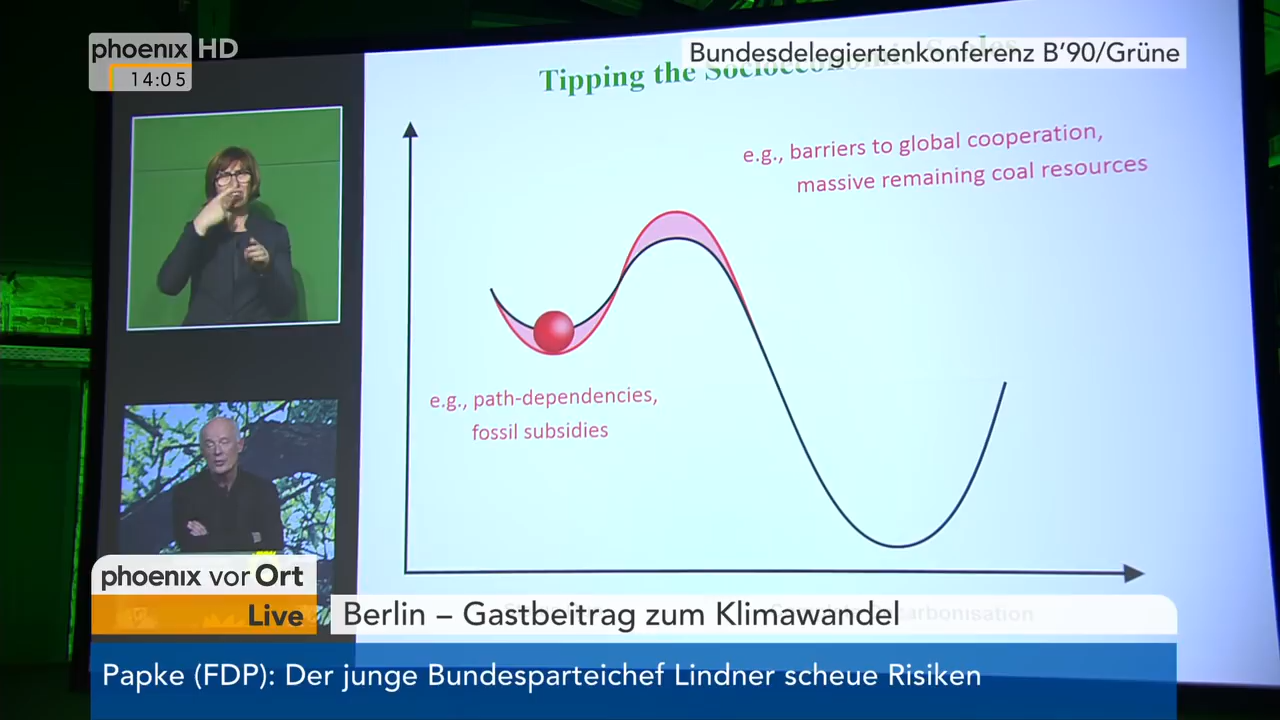 phoenix HD
14:05
Bundesdelegiertenkonferenz B’90/Grüne
Tipping the
e.g., barriers to global cooperation,
massive remaining coal resources
e.g., path-dependencies,
fossil subsidies
phoenix vor Ort
Live
Berlin – Gastbeitrag zum Klimawandel
Papke (FDP): Der junge Bundesparteichef Lindner scheue Risiken